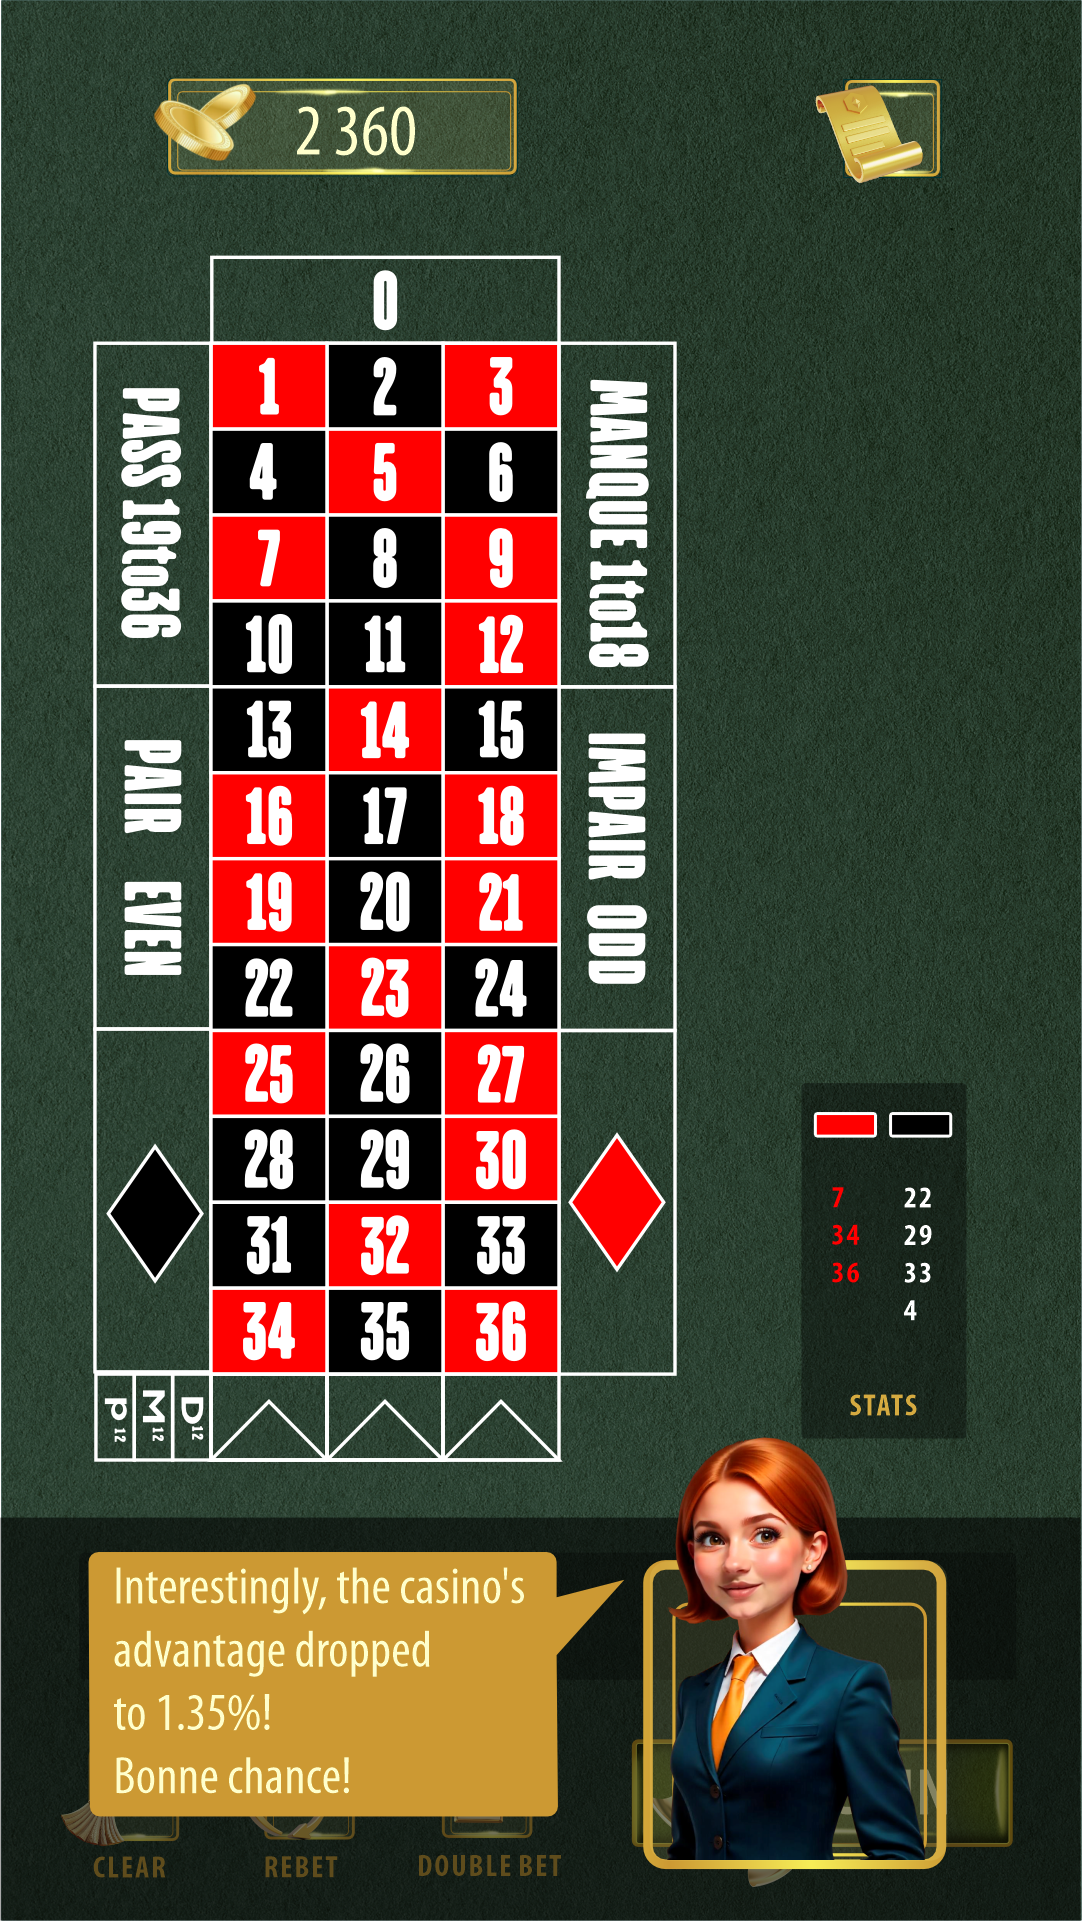 2 360
0
1 2 3
4 5 6
7 8 9
10 11 12
13 14 15
16 17 18
19 20 21
22 23 24
25 26 27
28 29 30
31 32 33
34 35 36
PASS 19to36
PAIR EVEN
MANQUE 1to18
IMPAIR ODD
P12
M12
D12
7 22
34 29
36 33
4
STATS
Interestingly, the casino's
advantage dropped
to 1.35%!
Bonne chance!
CLEAR
REBET
DOUBLE BET